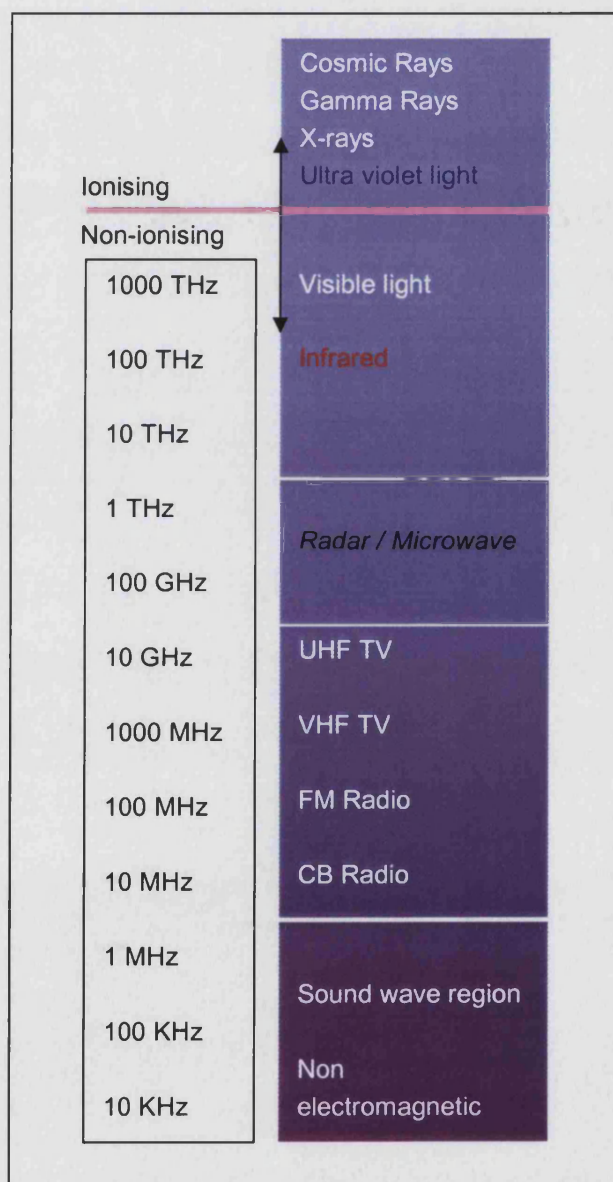 Cosmic Rays
Gamma Rays
X-rays
Ultra violet light
Ionising
Non-ionising
1000 THz
Visible light
100 THz
Infrared
10 THz
1 THz
Radar / Microwave
100 GHz
10 GHz
UHF TV
1000 MHz
VHF TV
100 MHz
FM Radio
10 MHz
CB Radio
1 MHz
Sound wave region
100 KHz
Non
electromagnetic
10 KHz